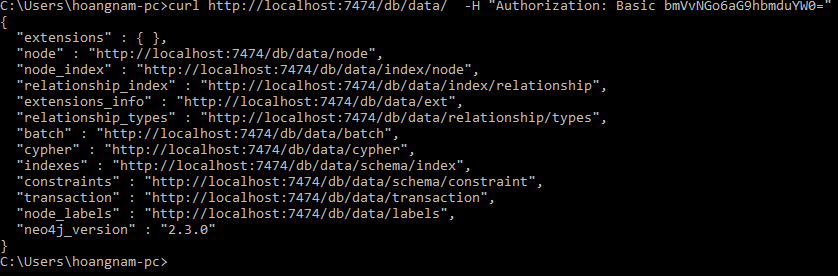 C:\Users\hoangnam-pc>curl http://localhost:7474/db/data/  -H "Authorization: Basic bmVvNGo6aG9hbmduYW0="
{
  "extensions" : { },
  "node" : "http://localhost:7474/db/data/node",
  "node_index" : "http://localhost:7474/db/data/index/node",
  "relationship_index" : "http://localhost:7474/db/data/index/relationship",
  "extensions_info" : "http://localhost:7474/db/data/ext",
  "relationship_types" : "http://localhost:7474/db/data/relationship/types",
  "batch" : "http://localhost:7474/db/data/batch",
  "cypher" : "http://localhost:7474/db/data/cypher",
  "indexes" : "http://localhost:7474/db/data/schema/index",
  "constraints" : "http://localhost:7474/db/data/schema/constraint",
  "transaction" : "http://localhost:7474/db/data/transaction",
  "node_labels" : "http://localhost:7474/db/data/labels",
  "neo4j_version" : "2.3.0"
}
C:\Users\hoangnam-pc>